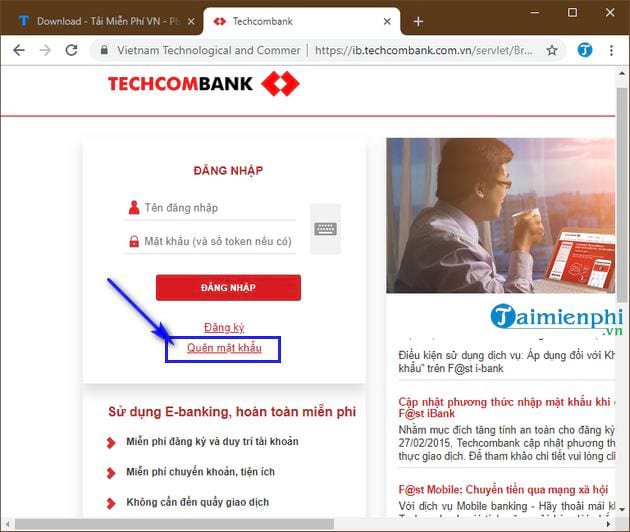 Download - Tải Miễn Phí VN - Ph
Techcombank
Vietnam Technological and Commer
https://ib.techcombank.com.vn/servlet/Br...
TECHCOMBANK
ĐĂNG NHẬP
Tên đăng nhập
Mật khẩu (và số token nếu có)
ĐĂNG NHẬP
Đăng ký
Quên mật khẩu
Sử dụng E-banking, hoàn toàn miễn phí
Miễn phí đăng ký và duy trì tài khoản
Miễn phí chuyển khoản, tiện ích
Không cần đến quầy giao dịch
Taimienphi
.vn
Điều kiện sử dụng dịch vụ: Áp dụng đối với Kh
khẩu" trên F@st i-bank
Cập nhật phương thức nhập mật khẩu khi
F@st iBank
Nhằm mục đích tăng tính an toàn cho đăng ký
27/02/2015, Techcombank cập nhật phương th
thực giao dịch. Để tham khảo chi tiết vui lòng cli
F@st Mobile: Chuyển tiền qua mạng xã hội
Với dịch vụ Mobile banking - Hãy thoải mái kh